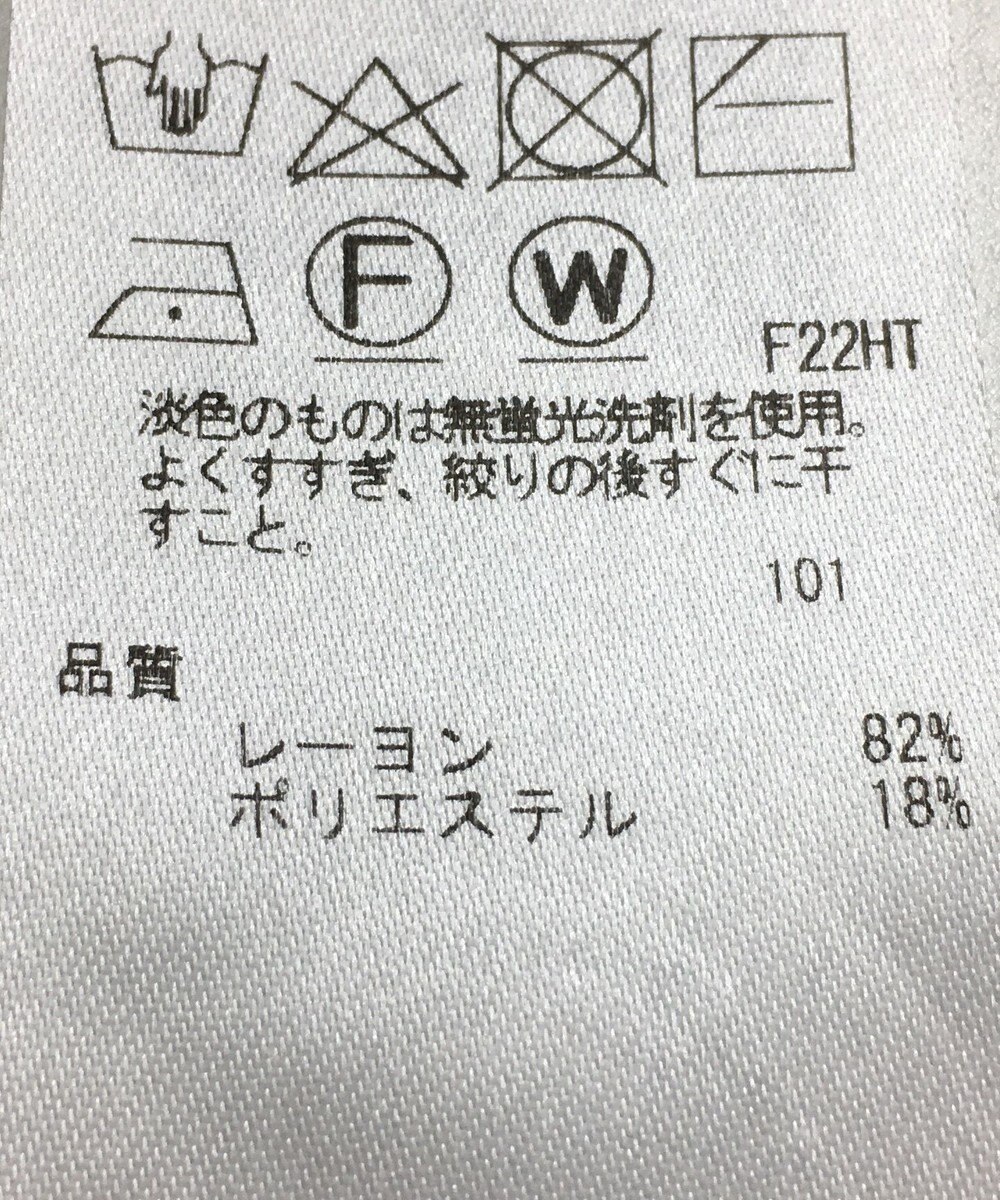 F W
F22HT
淡色のものは無蛍光洗剤を使用。
よくすすぎ、絞りの後すぐに干
すこと。
101
品質
レーヨン 82%
ポリエステル 18%